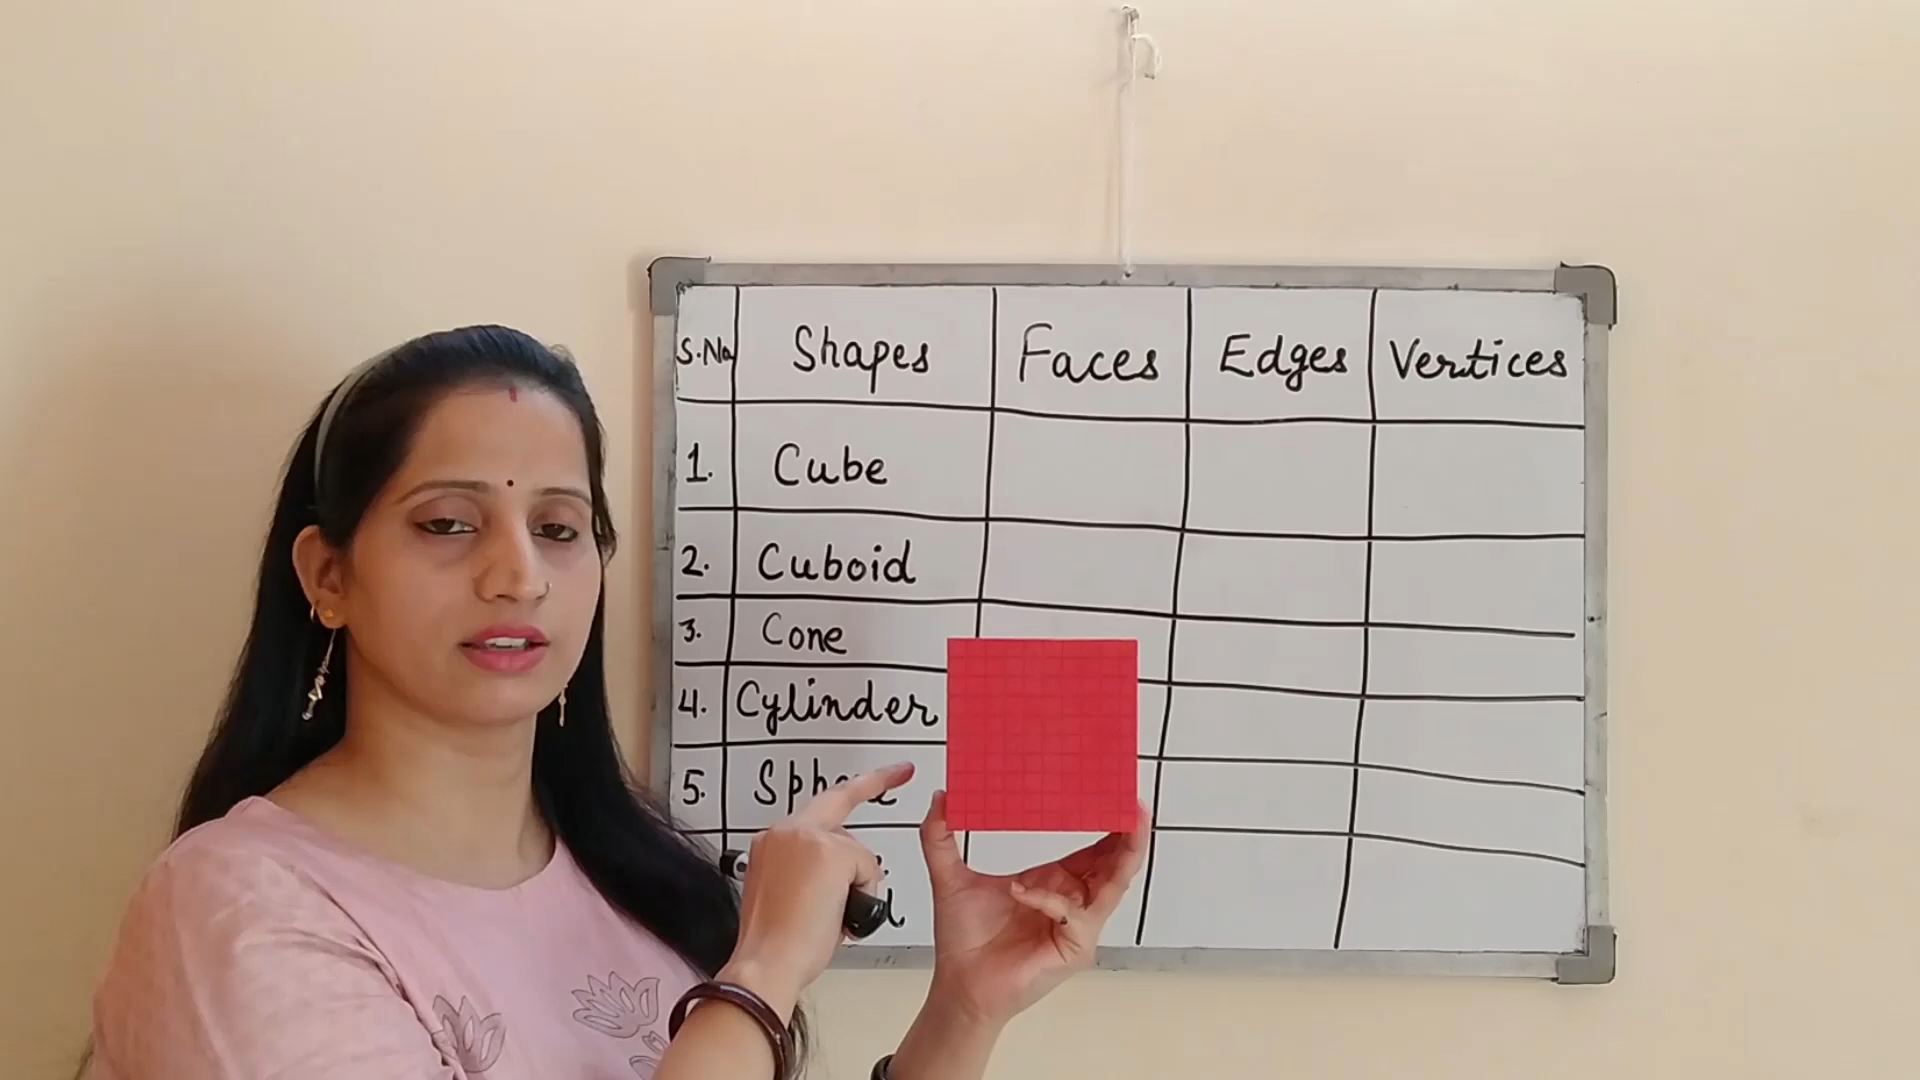 S.No Shapes Faces Edges Vertices
1. Cube
2. Cuboid
3. Cone
4. Cylinder
5.